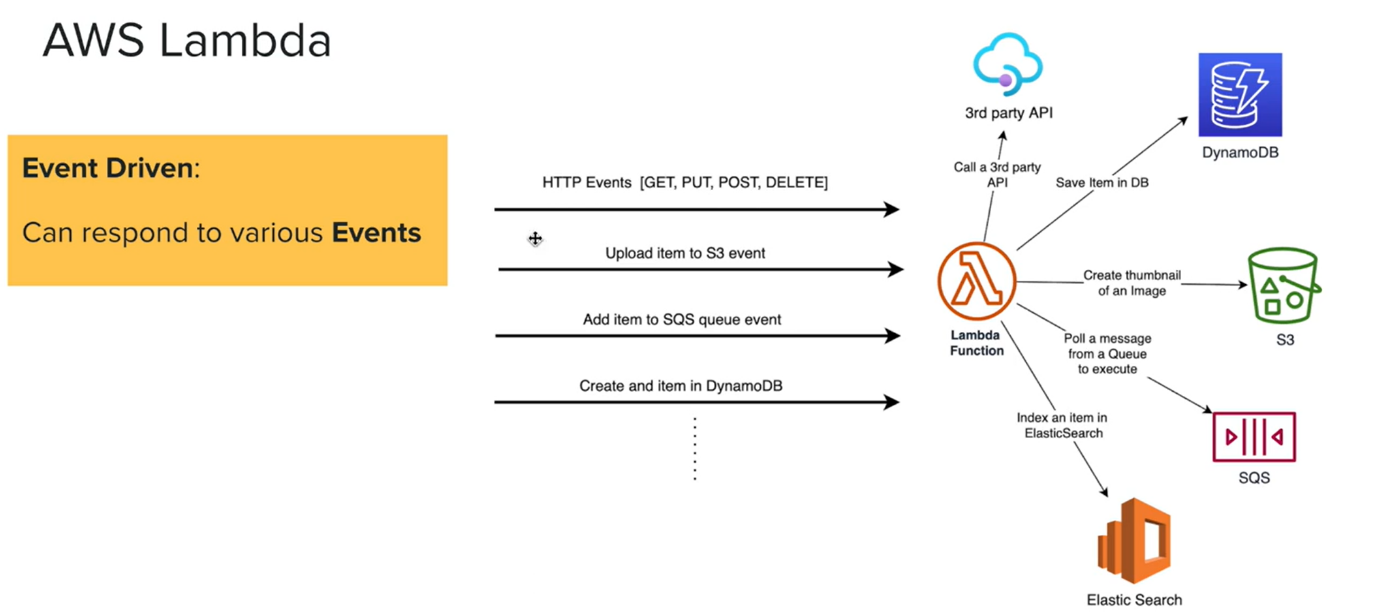 AWS Lambda
Event Driven:
Can respond to various Events
HTTP Events [GET, PUT, POST, DELETE]
Upload item to S3 event
Add item to SQS queue event
Create and item in DynamoDB
3rd party API
Call a 3rd party
API
DynamoDB
Save Item in DB
Create thumbnail
of an Image
S3
Lambda
Function
Poll a message
from a Queue
to execute
Index an item in
ElasticSearch
SQS
Elastic Search